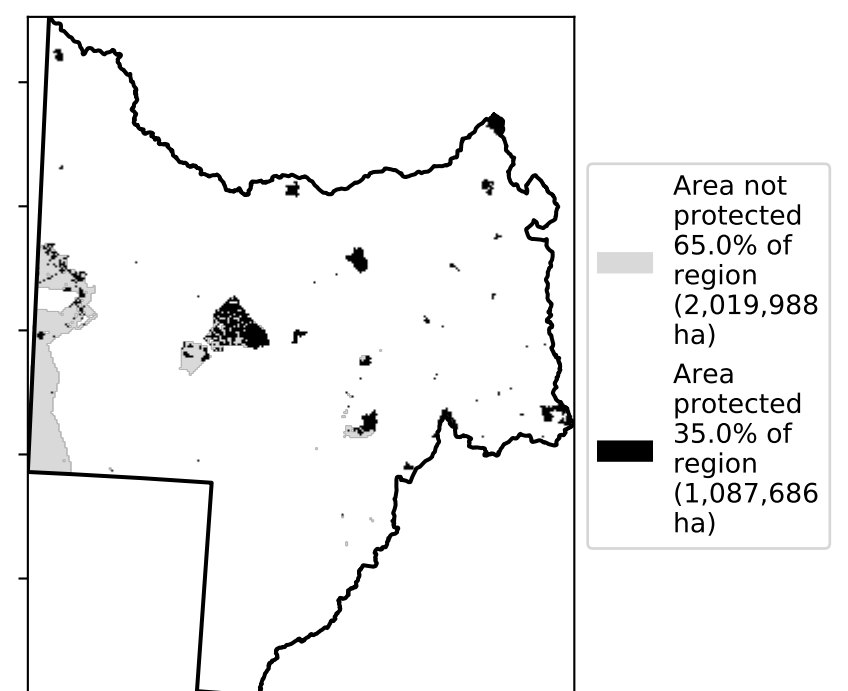 Area not
protected
65.0% of
region
(2,019,988
ha)
Area
protected
35.0% of
region
(1,087,686
ha)